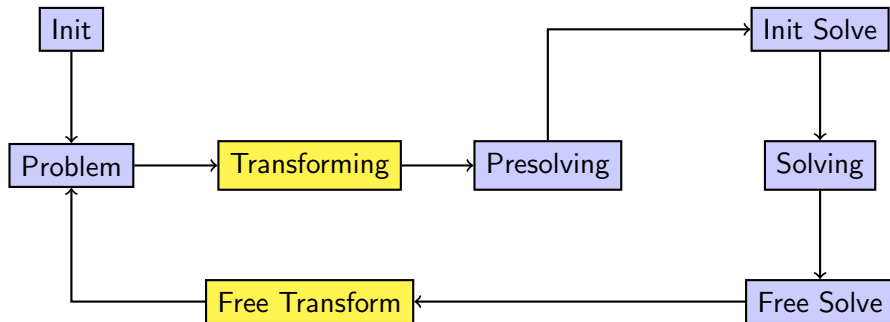 Init
Init Solve
Problem
Transforming
Presolving
Solving
Free Transform
Free Solve